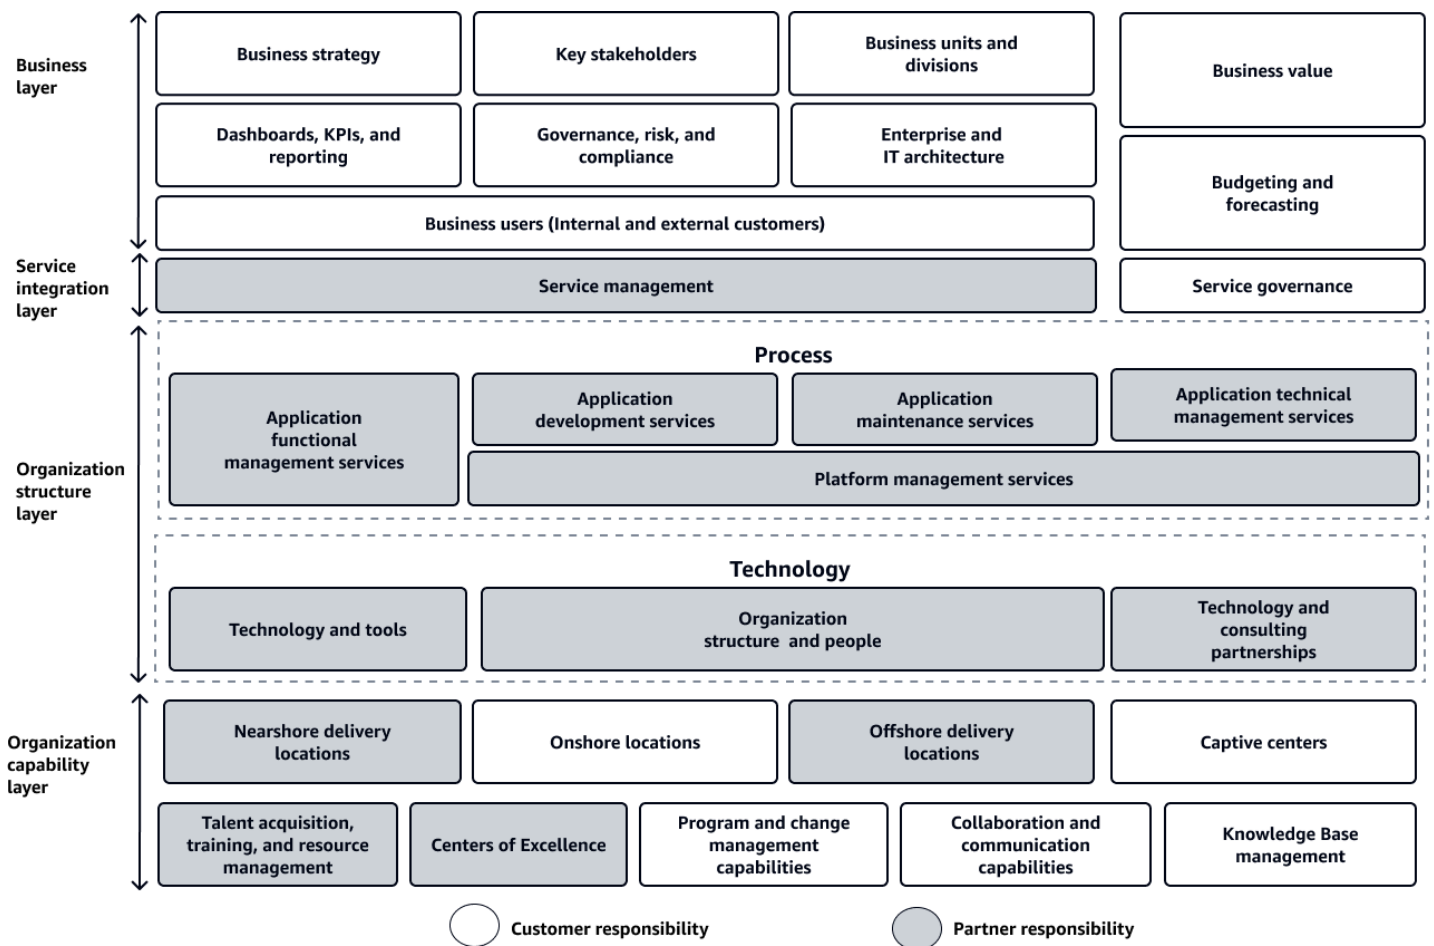 Business
layer
Business strategy
Key stakeholders
Business units and
divisions
Business value
Dashboards, KPIs, and
reporting
Governance, risk, and
compliance
Enterprise and
IT architecture
Budgeting and
forecasting
Business users (Internal and external customers)
Service
integration
layer
Service management
Service governance
Organization
structure
layer
Process
Application
functional
management services
Application
development services
Application
maintenance services
Application technical
management services
Platform management services
Technology
Technology and tools
Organization
structure  and people
Technology and
consulting
partnerships
Organization
capability
layer
Nearshore delivery
locations
Onshore locations
Offshore delivery
locations
Captive centers
Talent acquisition,
training, and resource
management
Centers of Excellence
Program and change
management
capabilities
Collaboration and
communication
capabilities
Knowledge Base
management
Customer responsibility
Partner responsibility